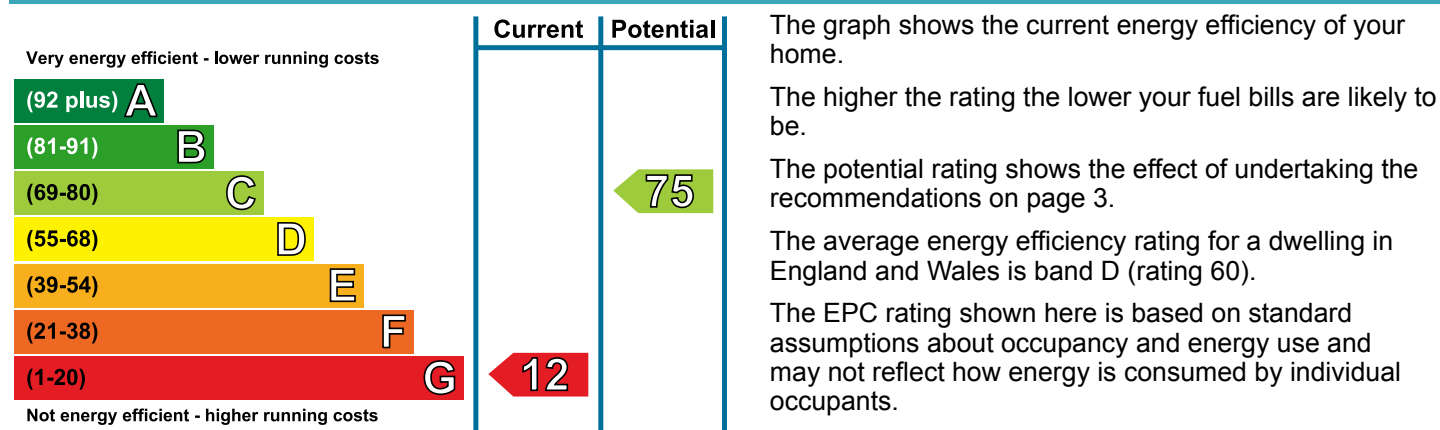 Current Potential
Very energy efficient - lower running costs
(92 plus) A
(81-91) B
(69-80) C
75
(55-68) D
(39-54) E
(21-38) F
(1-20) G
12
Not energy efficient - higher running costs
The graph shows the current energy efficiency of your
home.
The higher the rating the lower your fuel bills are likely to
be.
The potential rating shows the effect of undertaking the
recommendations on page 3.
The average energy efficiency rating for a dwelling in
England and Wales is band D (rating 60).
The EPC rating shown here is based on standard
assumptions about occupancy and energy use and
may not reflect how energy is consumed by individual
occupants.